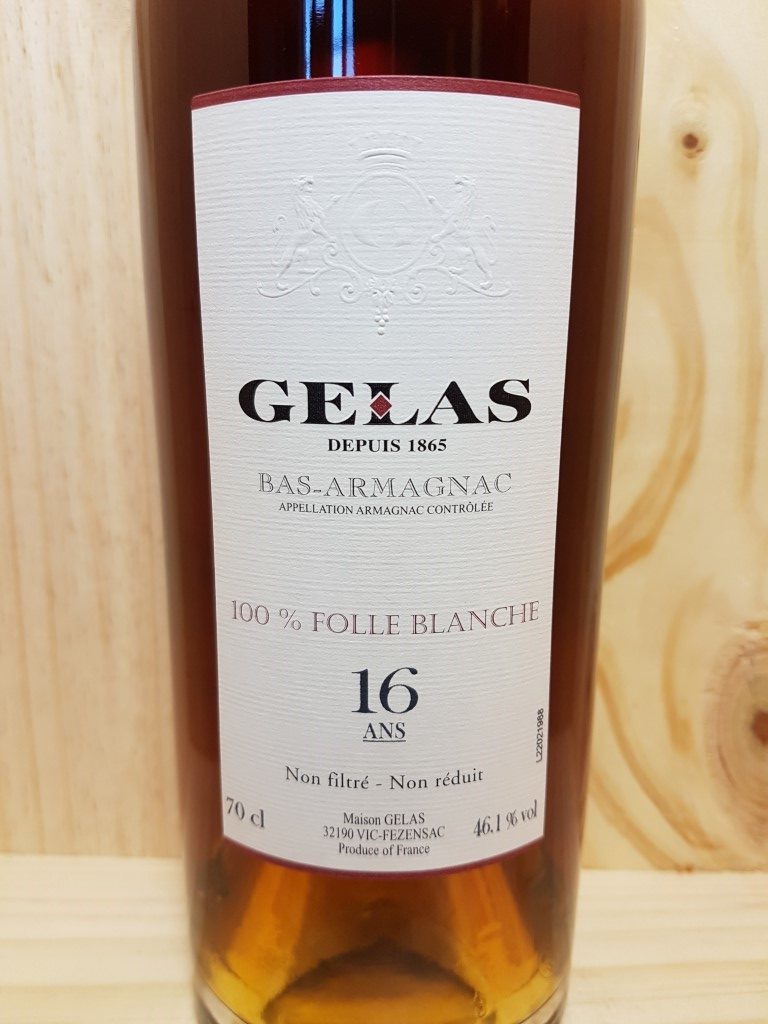 GELAS
DEPUIS 1865
BAS-ARMAGNAC
APPELLATION ARMAGNAC CONTRÔLÉE
100 % FOLLE BLANCHE
16
ANS
Non filtré - Non réduit
70 cl
Maison GELAS
32190 VIC-FEZENSAC
Produce of France
46.1 % vol
L22021988